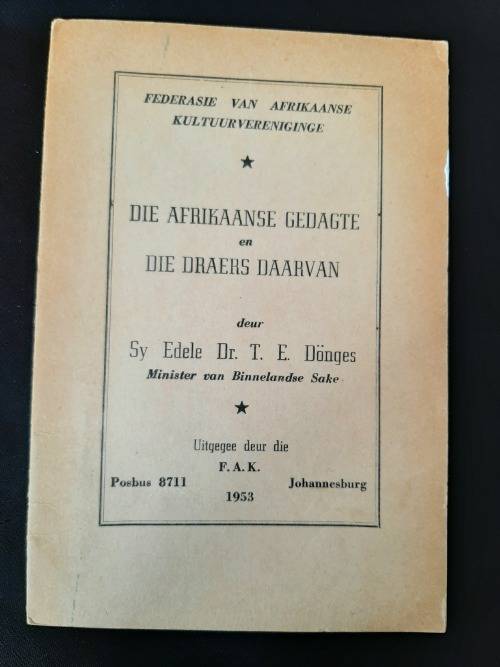 FEDERASIE VAN AFRIKAANSE
KULTUURVERENIGINGE
★
DIE AFRIKAANSE GEDAGTE
en
DIE DRAERS DAARVAN
deur
Sy Edele Dr. T. E. Dönges
Minister van Binnelandse Sake
★
Uitgegee deur die
F.A.K.
Posbus 8711 Johannesburg
1953